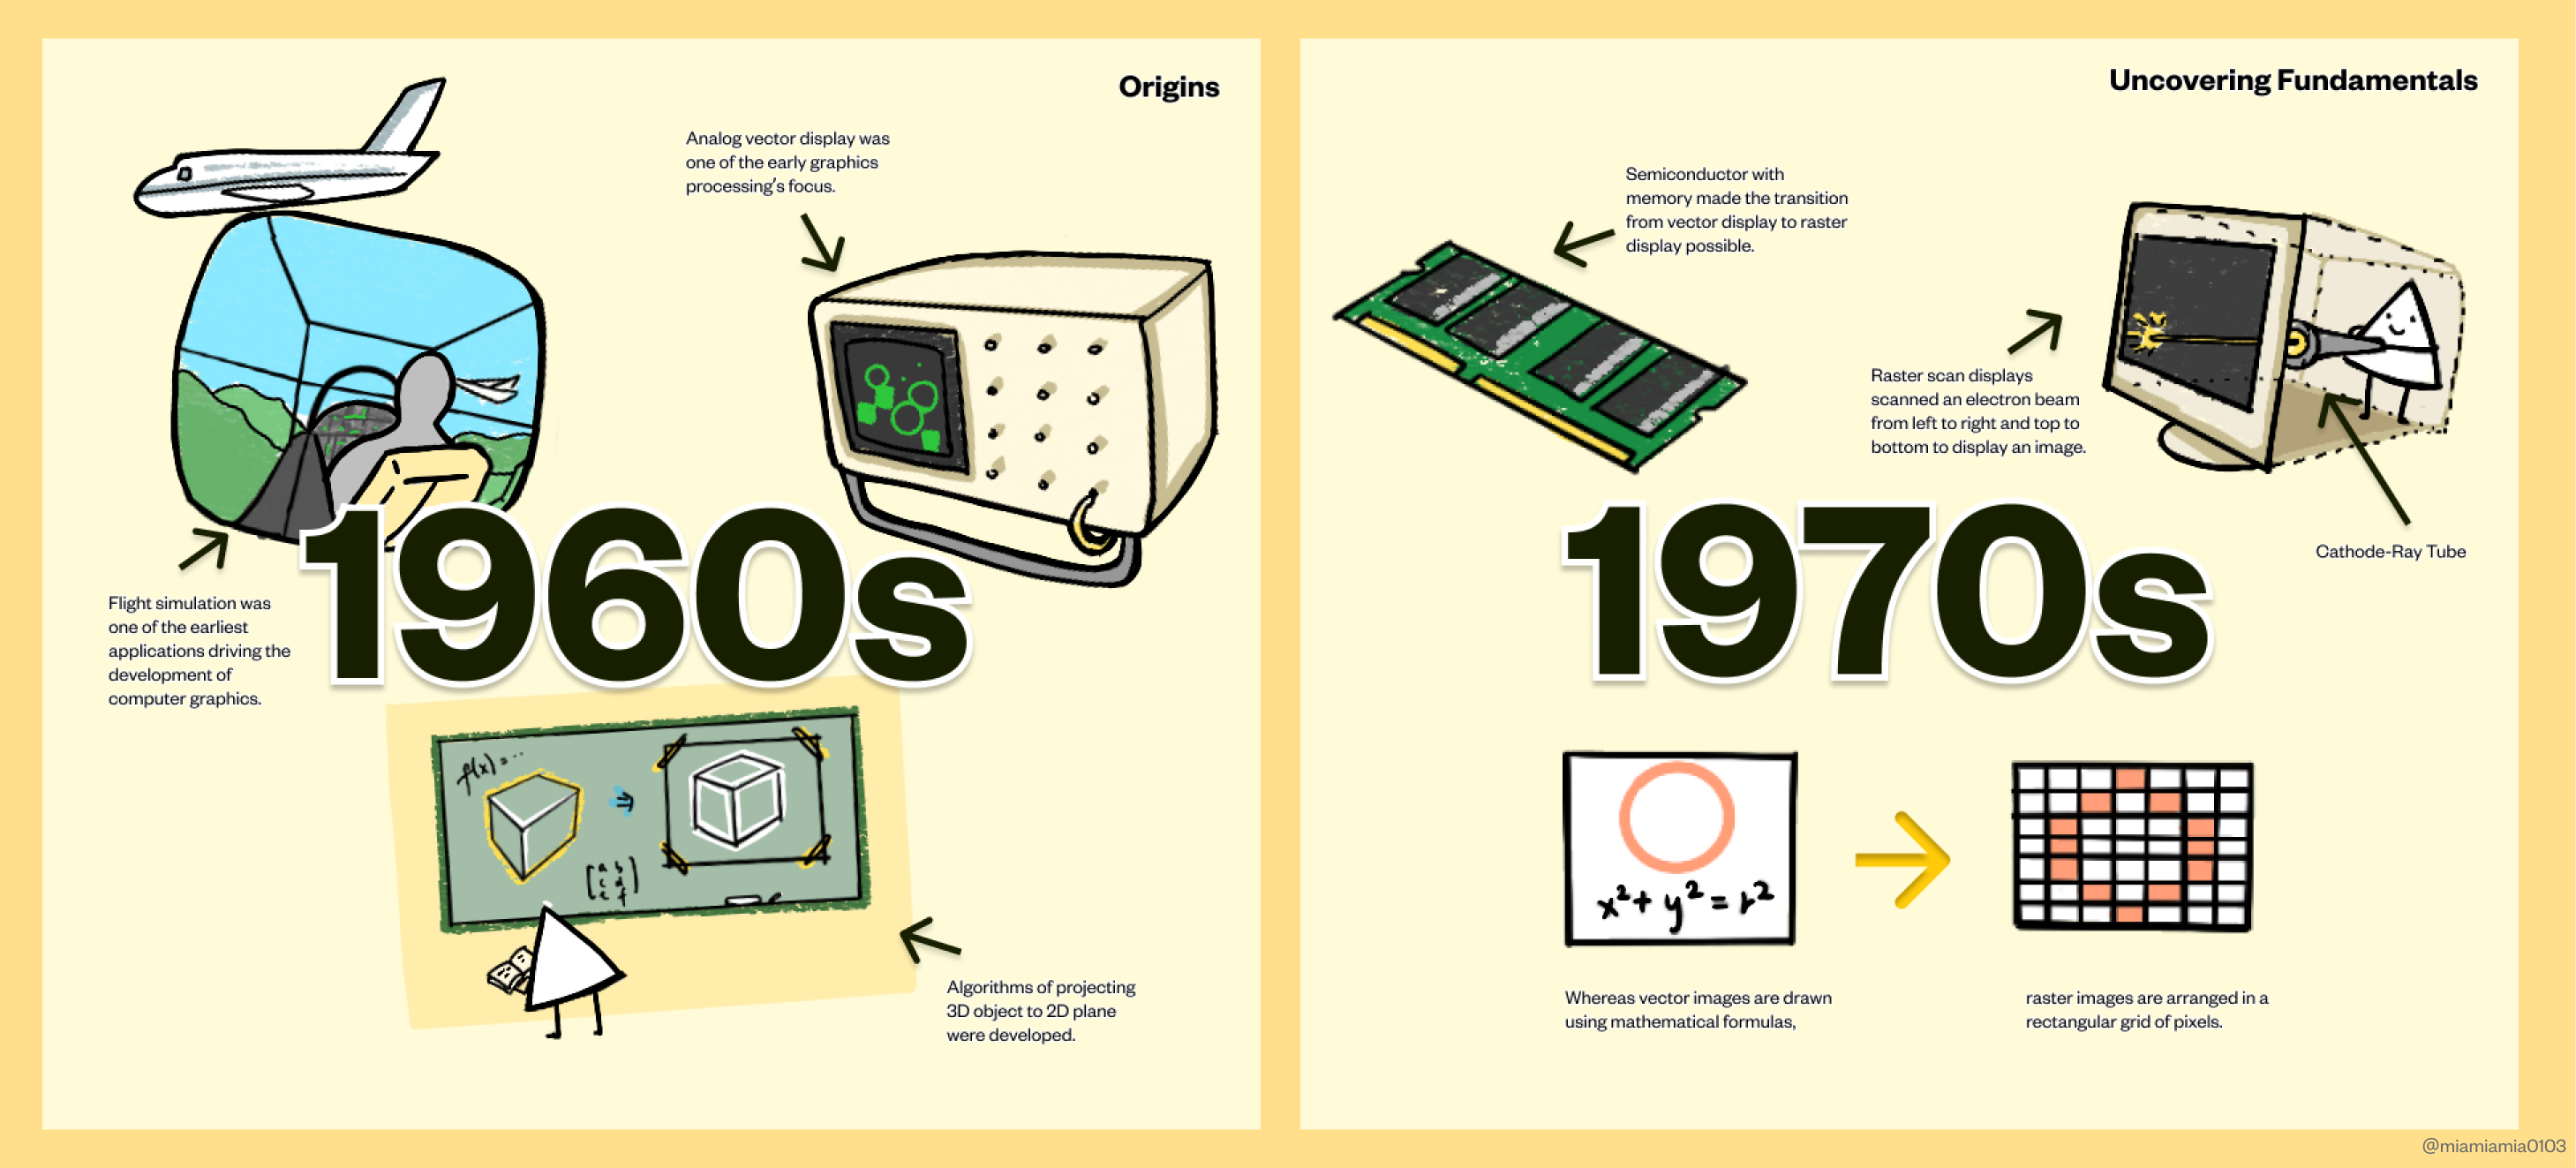 Origins
Analog vector display was
one of the early graphics
processing's focus.
1960s
Flight simulation was
one of the earliest
applications driving the
development of
computer graphics.
f(x)=...
a b
c d
e f
Algorithms of projecting
3D object to 2D plane
were developed.
Uncovering Fundamentals
Semiconductor with
memory made the transition
from vector display to raster
display possible.
Raster scan displays
scanned an electron beam
from left to right and top to
bottom to display an image.
Cathode-Ray Tube
1970s
x²+ y² = r²
Whereas vector images are drawn
using mathematical formulas,
raster images are arranged in a
rectangular grid of pixels.
@miamiamia0103